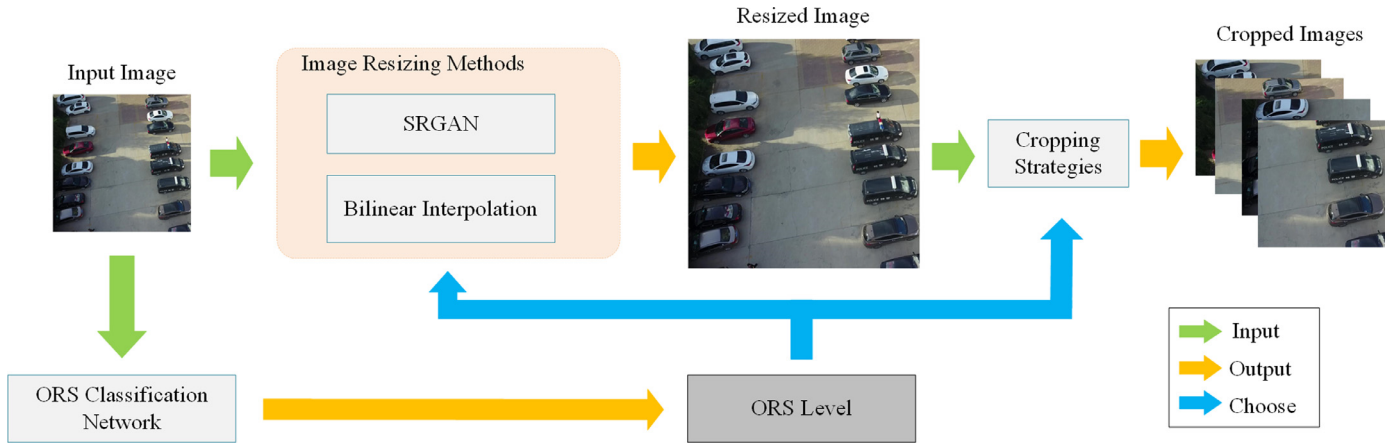 Input Image
Image Resizing Methods
SRGAN
Bilinear Interpolation
Resized Image
Cropping
Strategies
Cropped Images
ORS Classification
Network
ORS Level
Input
Output
Choose